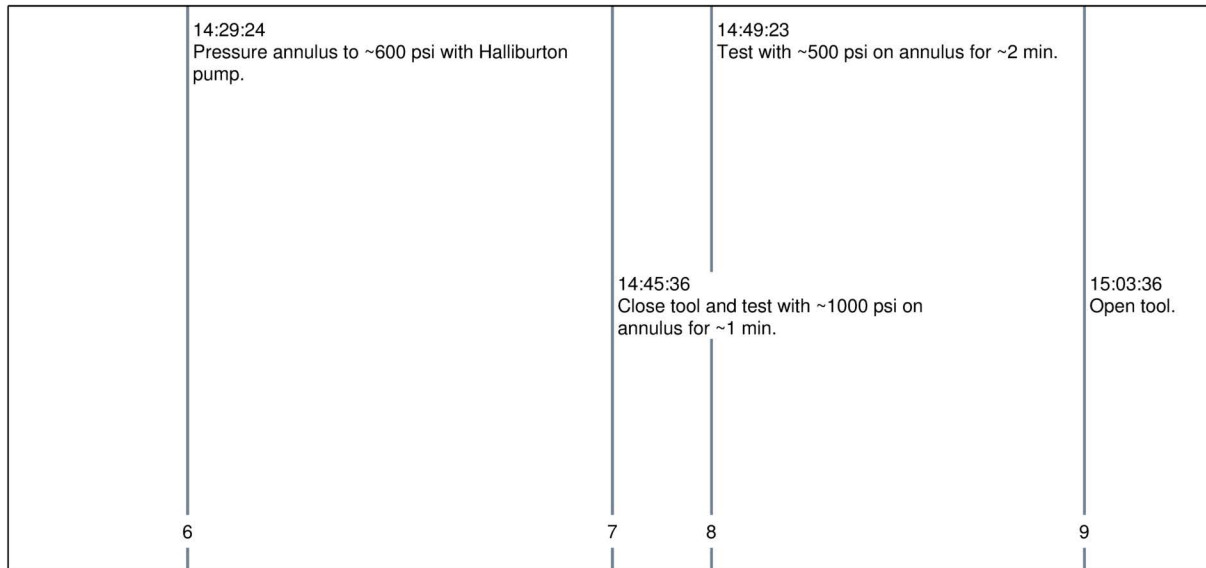 14:29:24
Pressure annulus to ~600 psi with Halliburton
pump.
14:49:23
Test with ~500 psi on annulus for ~2 min.
14:45:36
Close tool and test with ~1000 psi on
annulus for ~1 min.
15:03:36
Open tool.
6
7
8
9